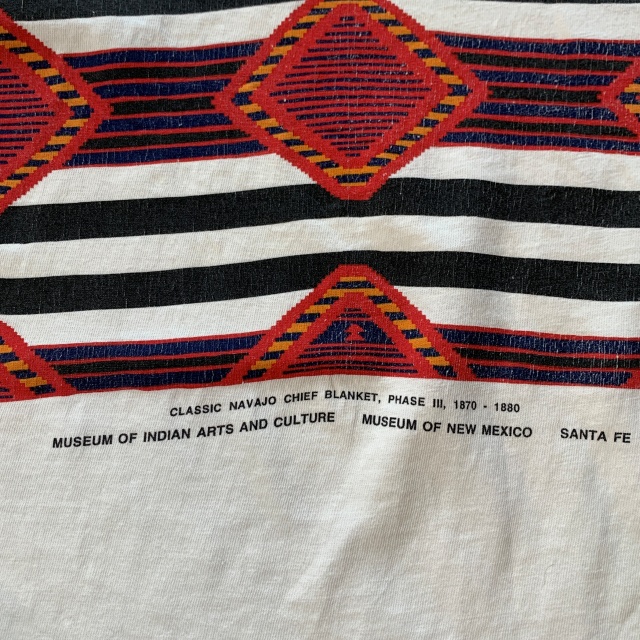 CLASSIC NAVAJO CHIEF BLANKET, PHASE III, 1870 - 1880
MUSEUM OF INDIAN ARTS AND CULTURE MUSEUM OF NEW MEXICO SANTA FE